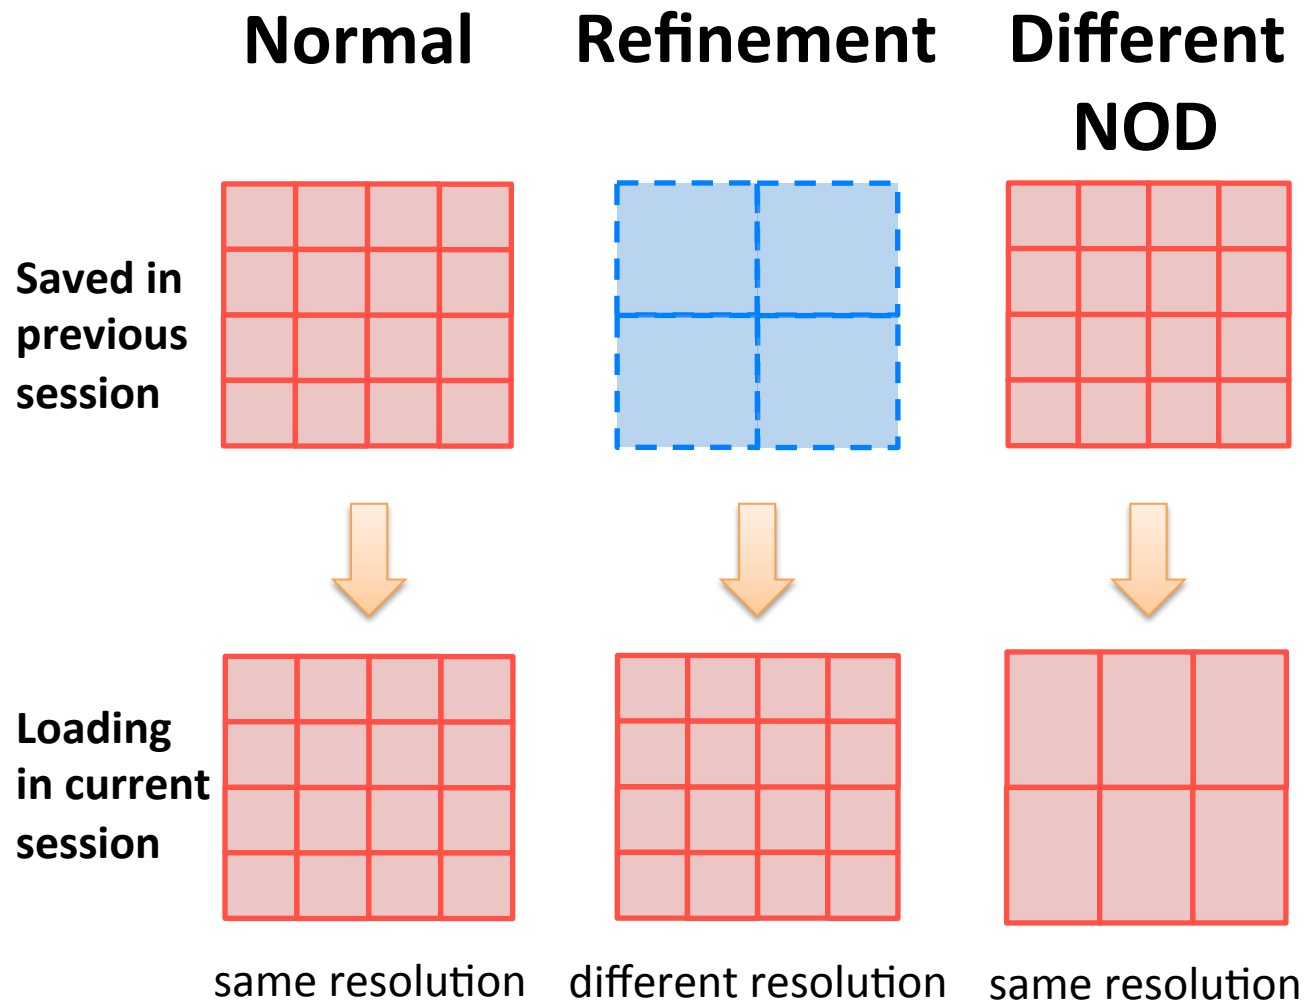 Normal
Refinement
Different
NOD
Saved in
previous
session
Loading
in current
session
same resolution
different resolution
same resolution